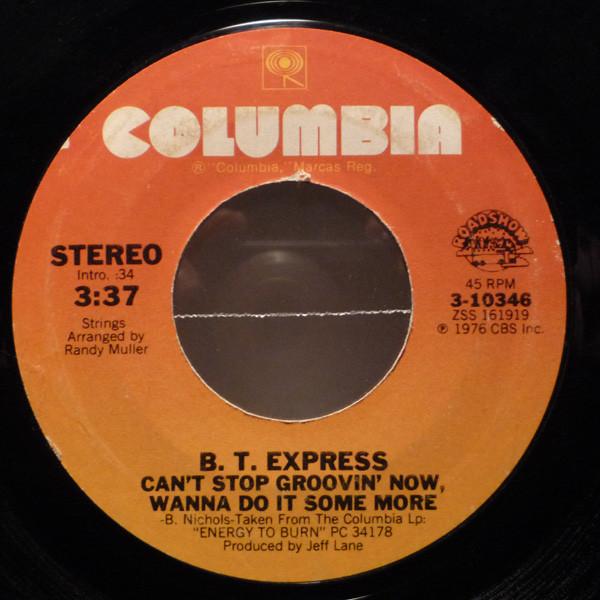 COLUMBIA
® "Columbia," Marcas Reg.
ROADSHOW
STEREO
Intro. :34
3:37
Strings
Arranged by
Randy Muller
45 RPM
3-10346
ZSS 161919
℗ 1976 CBS Inc.
B. T. EXPRESS
CAN'T STOP GROOVIN' NOW,
WANNA DO IT SOME MORE
-B. Nichols-Taken From The Columbia Lp:
"ENERGY TO BURN" PC 34178
Produced by Jeff Lane